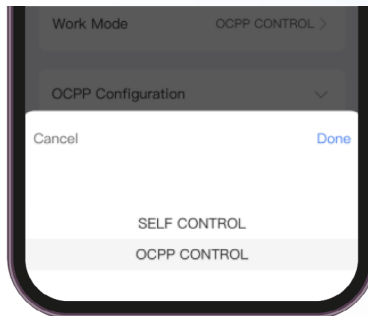 Work Mode OCPP CONTROL >
OCPP Configuration
Cancel Done
SELF CONTROL
OCPP CONTROL